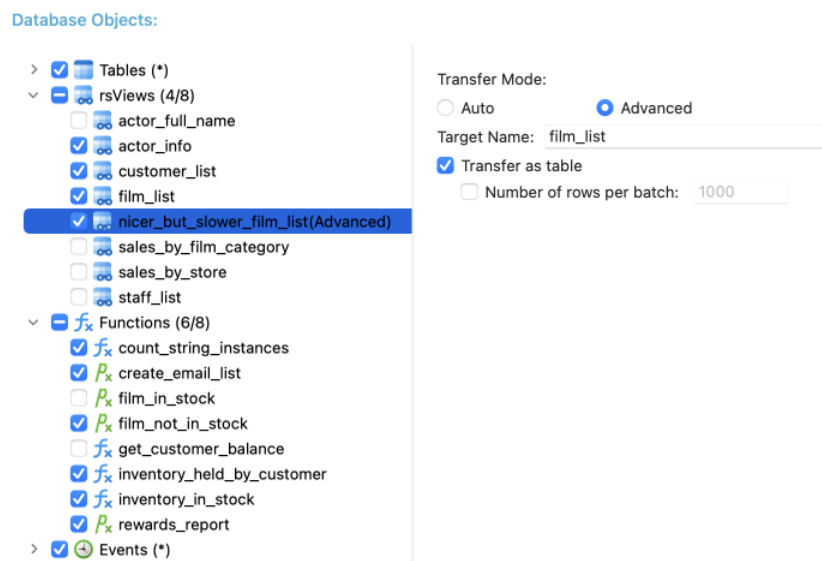 Database Objects:
Tables (*)
rsViews (4/8)
actor_full_name
actor_info
customer_list
film_list
nicer_but_slower_film_list(Advanced)
sales_by_film_category
sales_by_store
staff_list
Functions (6/8)
count_string_instances
create_email_list
film_in_stock
film_not_in_stock
get_customer_balance
inventory_held_by_customer
inventory_in_stock
rewards_report
Events (*)
Transfer Mode:
Auto Advanced
Target Name: film_list
Transfer as table
Number of rows per batch: 1000